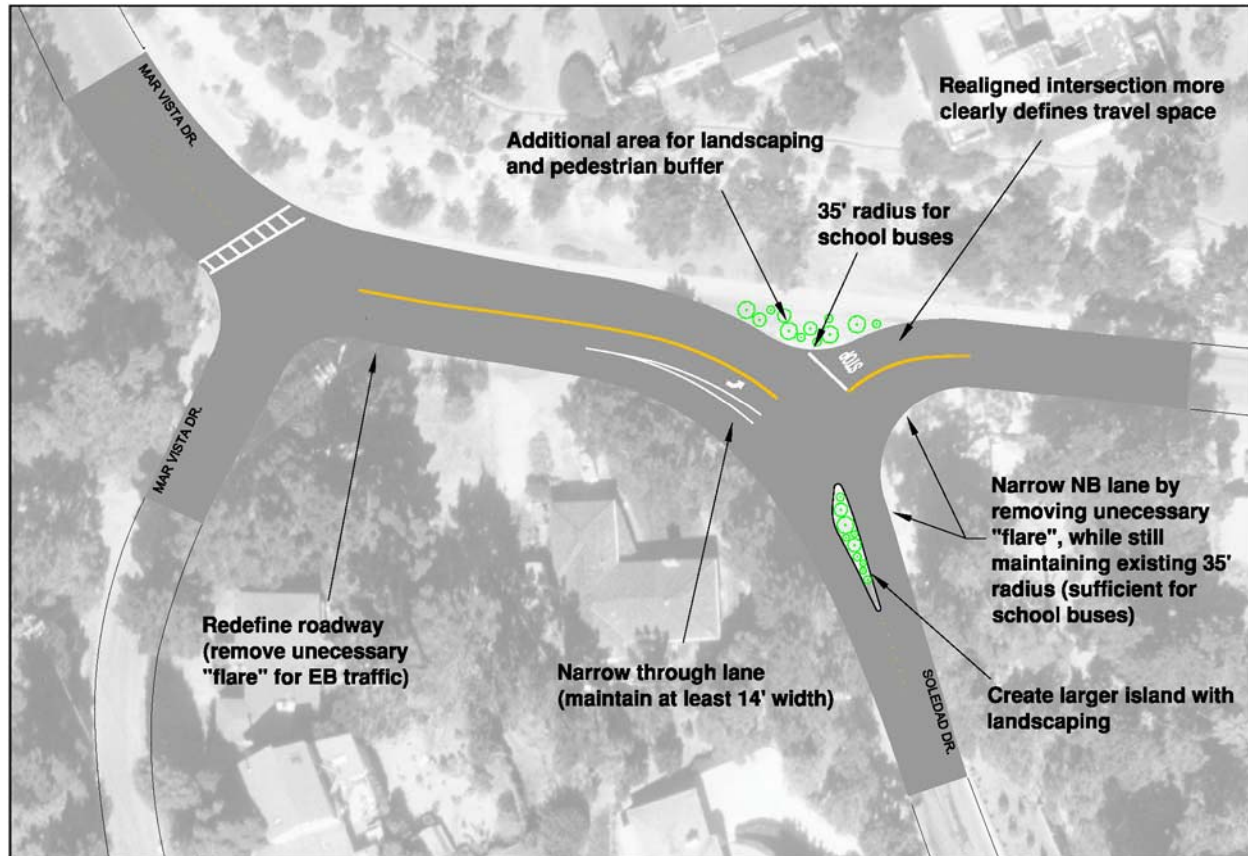 MAR VISTA DR.
Realigned intersection more
clearly defines travel space
Additional area for landscaping
and pedestrian buffer
35' radius for
school buses
STOP
MAR VISTA DR.
Narrow NB lane by
removing unecessary
"flare", while still
maintaining existing 35'
radius (sufficient for
school buses)
Redefine roadway
(remove unecessary
"flare" for EB traffic)
Narrow through lane
(maintain at least 14' width)
SOLEDAD DR.
Create larger island with
landscaping